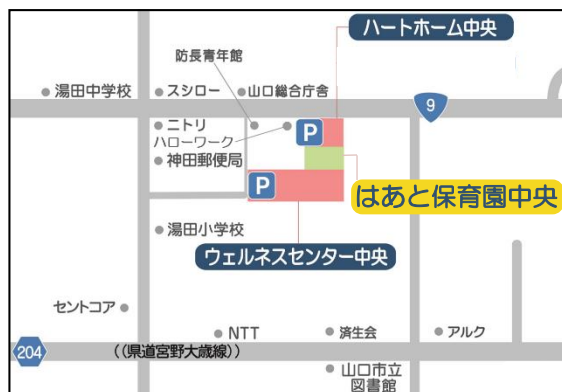 ハートホーム中央
防長青年館
湯田中学校
スシロー
山口総合庁舎
9
ニトリ
ハローワーク
P
神田郵便局
P
はあと保育園中央
湯田小学校
ウェルネスセンター中央
セントコア
NTT
済生会
アルク
204
((県道宮野大歳線))
山口市立
図書館